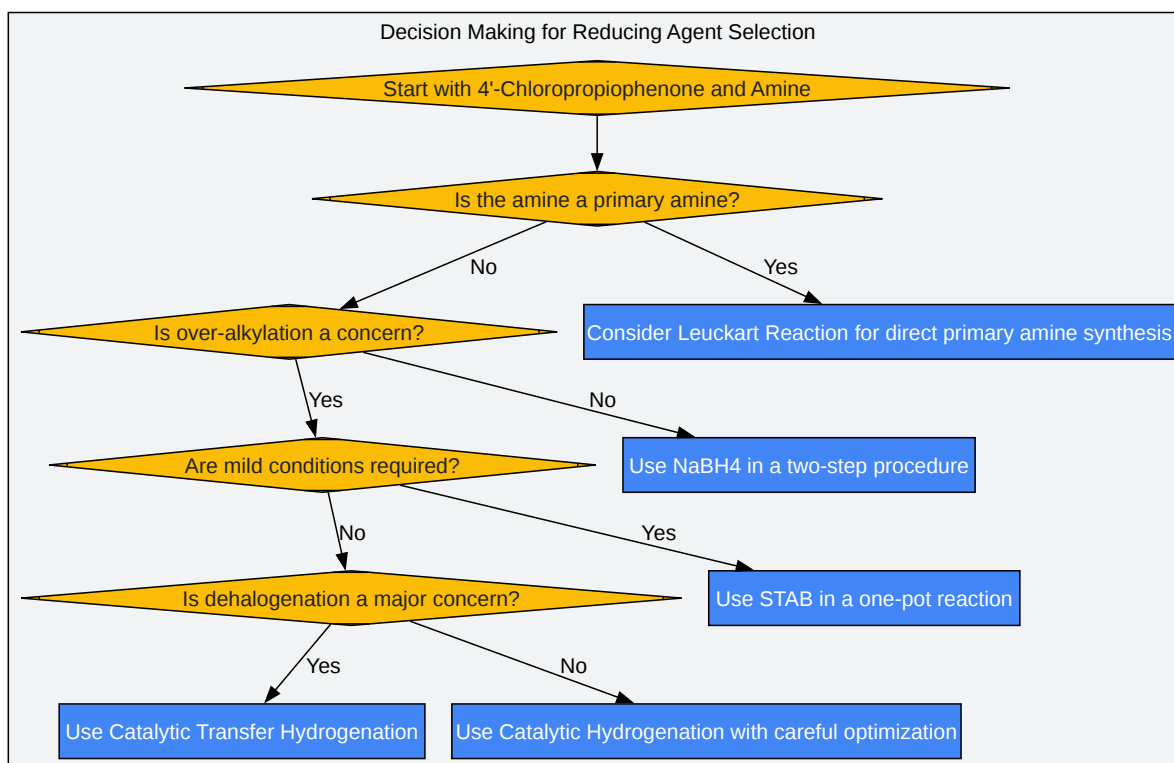 Decision Making for Reducing Agent Selection
Start with 4'-Chloropropiophenone and Amine
Is the amine a primary amine?
No
Yes
Is over-alkylation a concern?
Consider Leuckart Reaction for direct primary amine synthesis
Yes
No
Are mild conditions required?
Use NaBH4 in a two-step procedure
No
Yes
Is dehalogenation a major concern?
Use STAB in a one-pot reaction
Yes
No
Use Catalytic Transfer Hydrogenation
Use Catalytic Hydrogenation with careful optimization